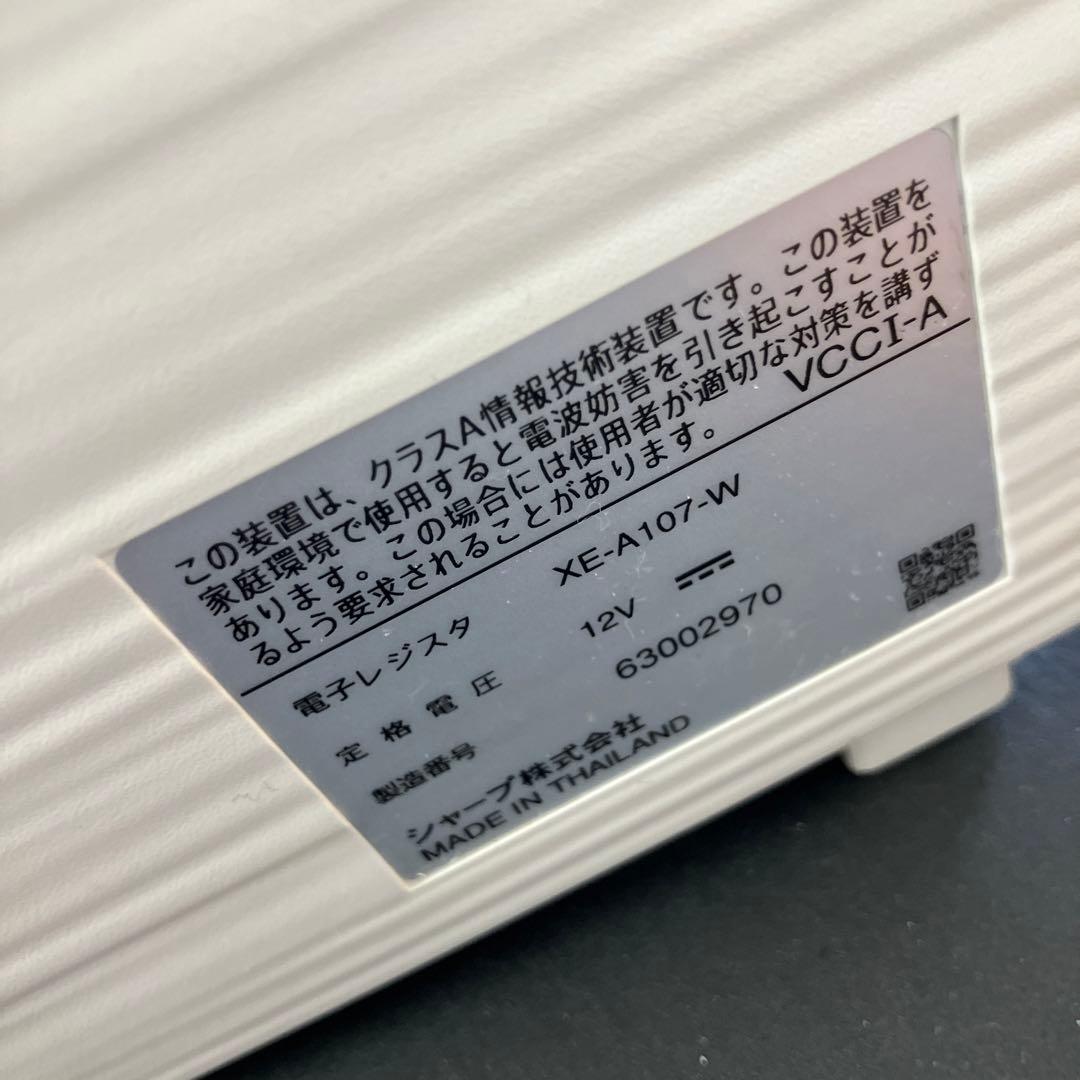 この装置は、クラスA情報技術装置です。この装置を
家庭環境で使用すると電波妨害を引き起こすことが
あります。この場合には使用者が適切な対策を講ず
るよう要求されることがあります。
VCCI-A
電子レジスタ XE-A107-W
定格電圧 12V ⎓
製造番号 63002970
シャープ株式会社
MADE IN THAILAND